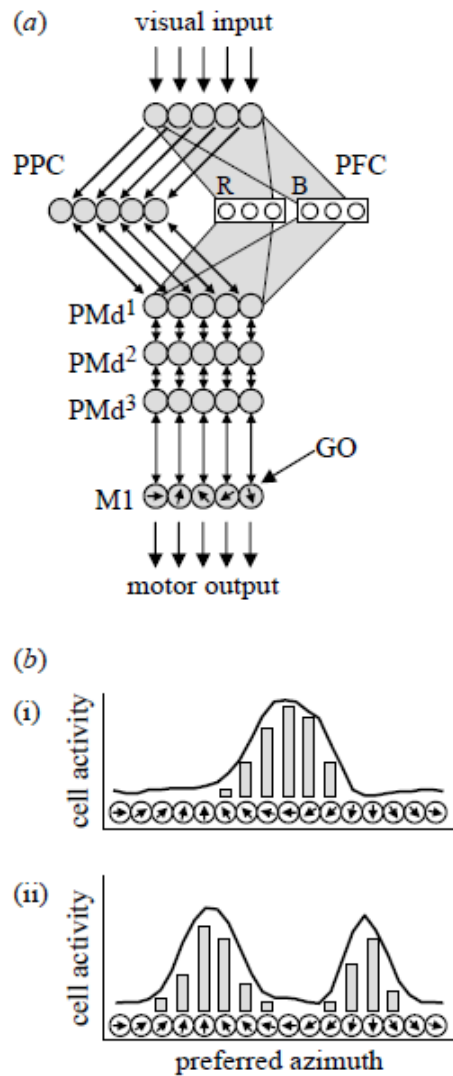 (a)
visual input
PPC
PFC
R B
PMd1
PMd2
PMd3
GO
M1
motor output
(b)
(i)
cell activity
(ii)
cell activity
preferred azimuth